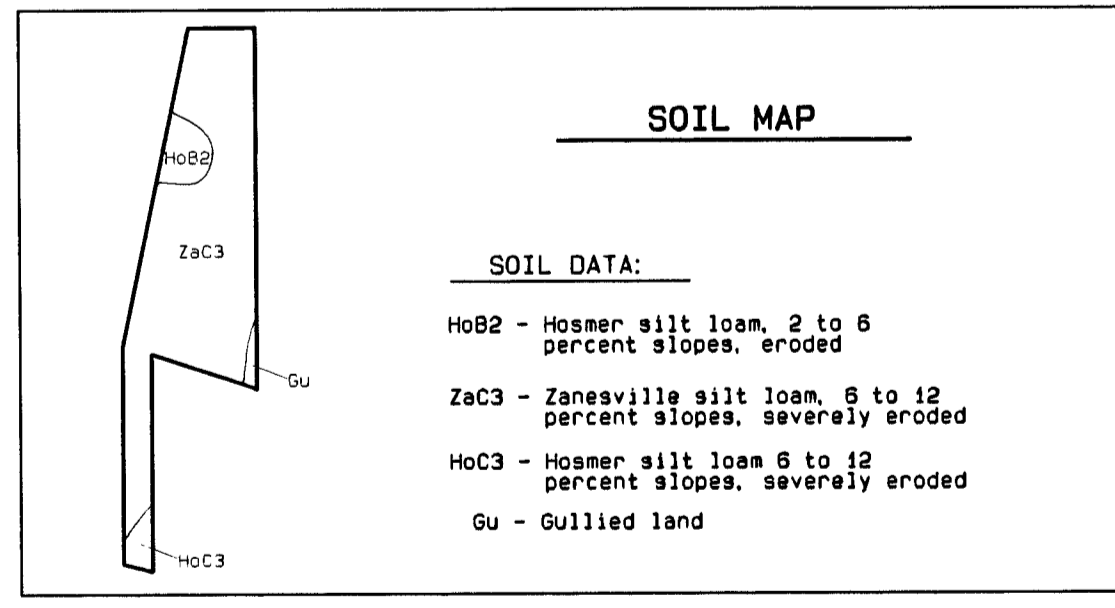 SOIL MAP
HoB2
ZaC3
Gu
HoC3
SOIL DATA:
HoB2 - Hosmer silt loam, 2 to 6
percent slopes, eroded
ZaC3 - Zanesville silt loam, 6 to 12
percent slopes, severely eroded
HoC3 - Hosmer silt loam 6 to 12
percent slopes, severely eroded
Gu - Gullied land